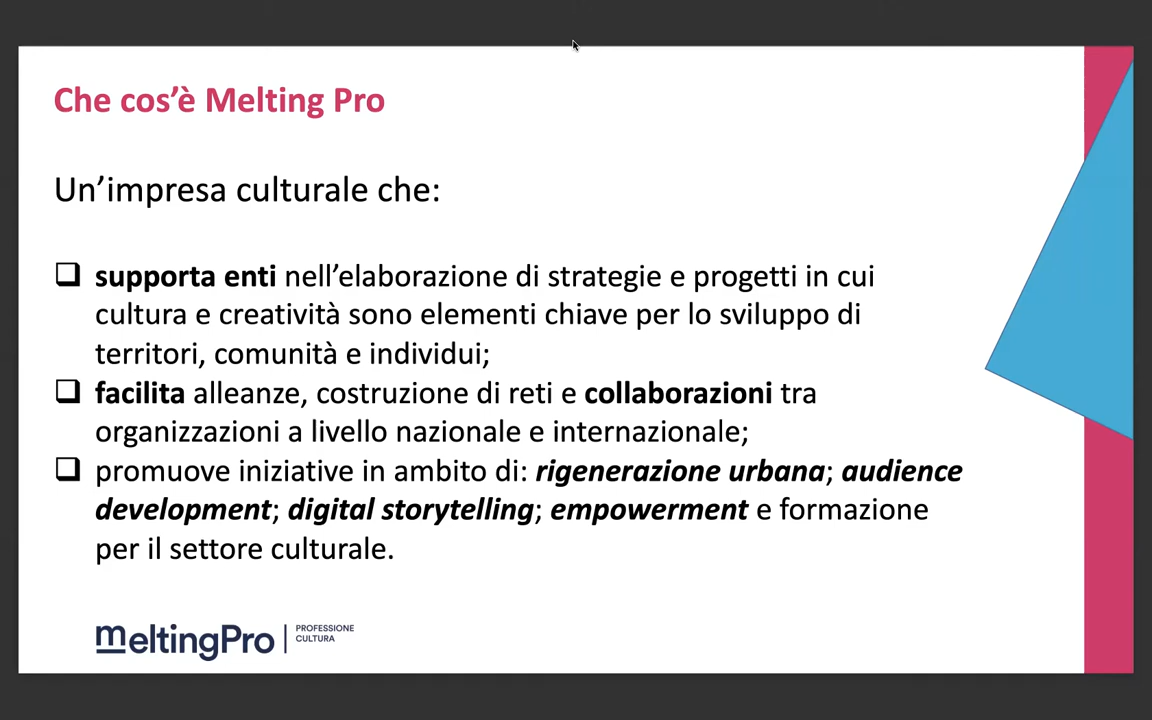 Che cos’è Melting Pro
Un’impresa culturale che:
❑ supporta enti nell’elaborazione di strategie e progetti in cui
cultura e creatività sono elementi chiave per lo sviluppo di
territori, comunità e individui;
❑ facilita alleanze, costruzione di reti e collaborazioni tra
organizzazioni a livello nazionale e internazionale;
❑ promuove iniziative in ambito di: rigenerazione urbana; audience
development; digital storytelling; empowerment e formazione
per il settore culturale.
meltingPro | PROFESSIONE
CULTURA